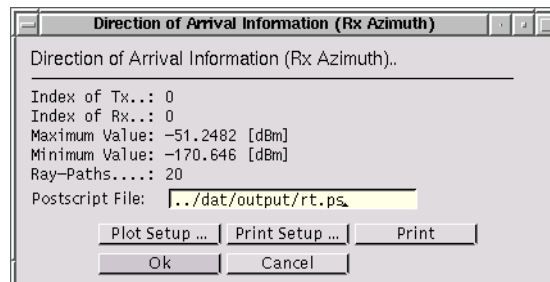 Direction of Arrival Information (Rx Azimuth)
Direction of Arrival Information (Rx Azimuth)..
Index of Tx..: 0
Index of Rx..: 0
Maximum Value: -51.2482 [dBm]
Minimum Value: -170.646 [dBm]
Ray-Paths....: 20
Postscript File: ../dat/output/rt.ps
Plot Setup ... Print Setup ... Print
Ok Cancel